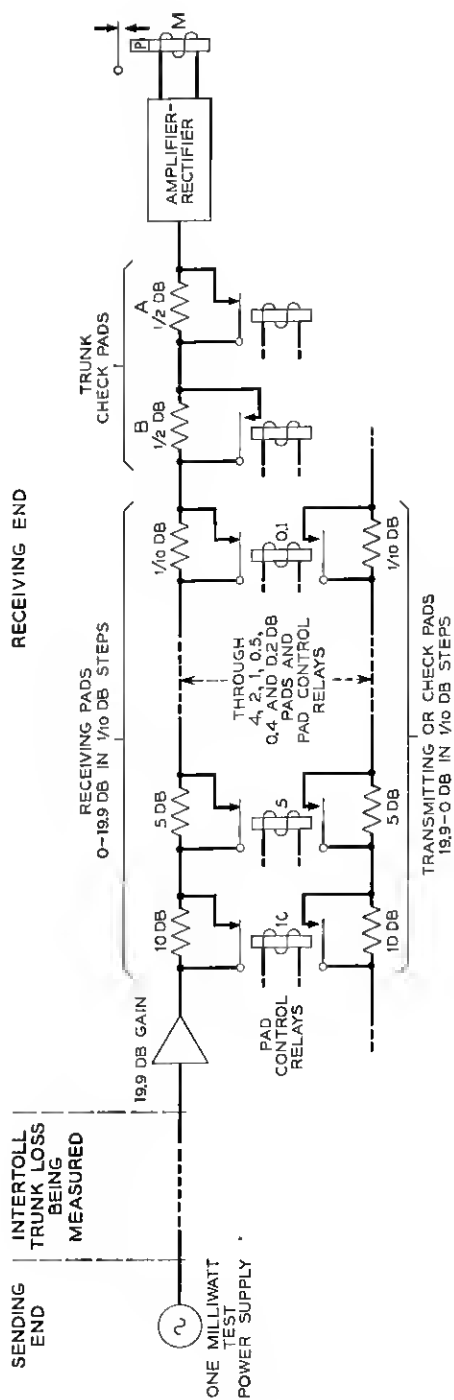 SENDING
END
INTERTOLL
TRUNK LOSS
BEING
MEASURED
RECEIVING END
ONE MILLIWATT
TEST
POWER SUPPLY
19.9 DB GAIN
RECEIVING PADS
0-19.9 DB IN 1/10 DB STEPS
TRUNK
CHECK PADS
10 DB
5 DB
1/10 DB
B
1/2 DB
A
1/2 DB
AMPLIFIER-
RECTIFIER
P
M
PAD
CONTROL
RELAYS
10
5
THROUGH
4, 2, 1, 0.5,
0.4 AND 0.2 DB
PADS AND
PAD CONTROL
RELAYS
0.1
10 DB
5 DB
1/10 DB
TRANSMITTING OR CHECK PADS
19.9-0 DB IN 1/10 DB STEPS